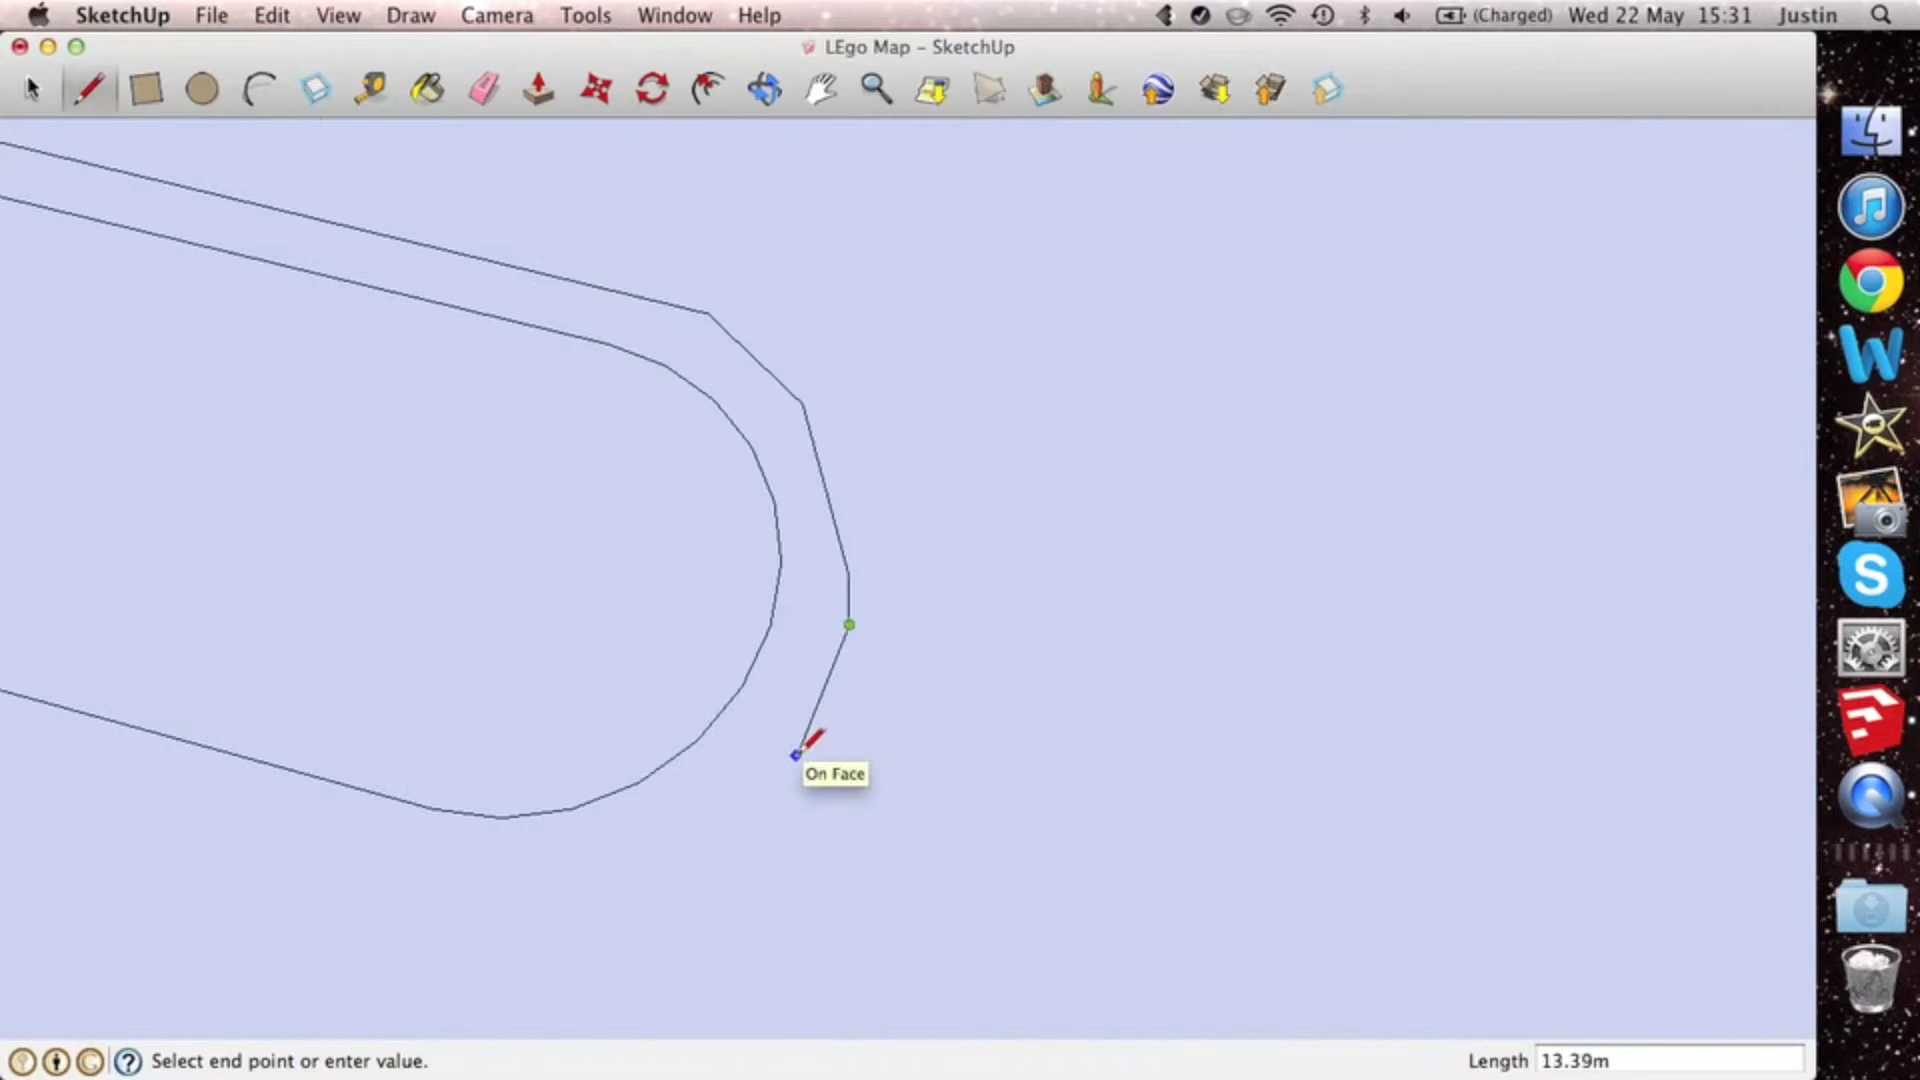 SketchUp File Edit View Draw Camera Tools Window Help (Charged) Wed 22 May 15:31 Justin
LEgo Map – SketchUp
On Face
Select end point or enter value. Length 13.39m